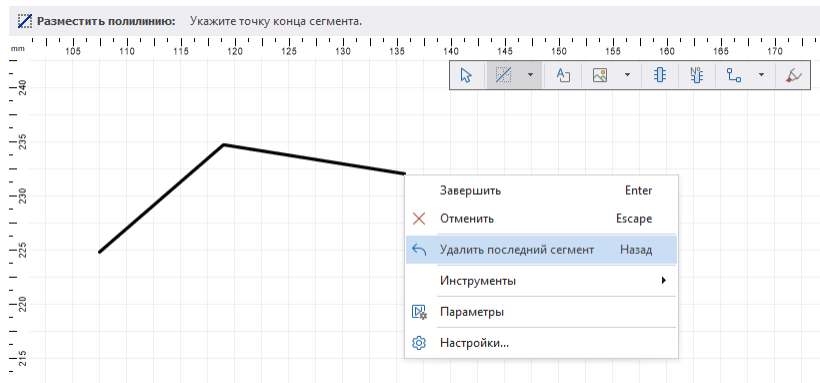 Разместить полилинию: Укажите точку конца сегмента.
mm 105 110 115 120 125 130 135 140 145 150 155 160 165 170
A
N
240
235
230
225
220
215
Завершить Enter
Отменить Escape
Удалить последний сегмент Назад
Инструменты
Параметры
Настройки...